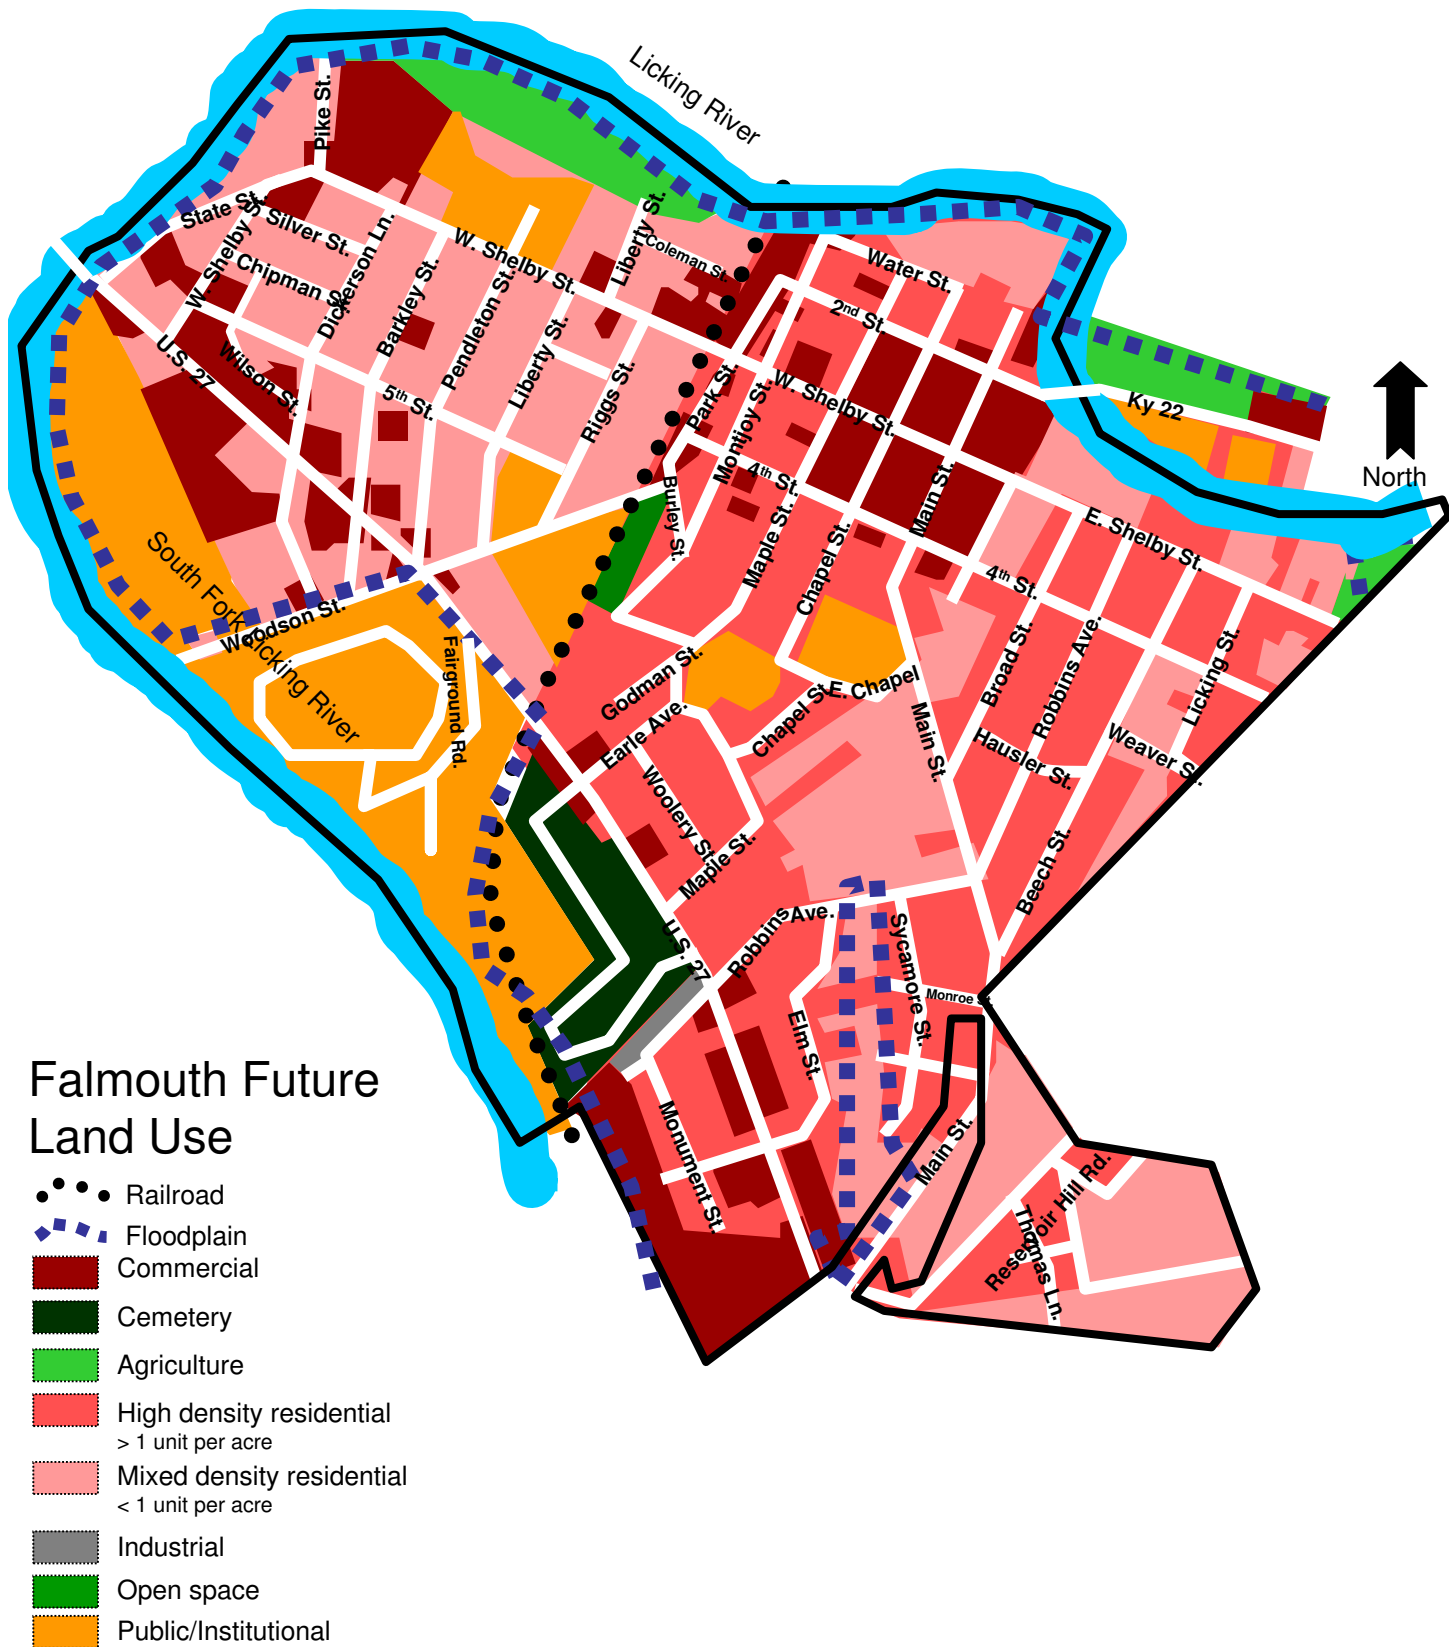 Licking River
Pike St.
State St.
W. Shelby St.
Silver St.
Chipman St.
Dickerson Ln.
Barkley St.
W. Shelby St.
Pendleton St.
Liberty St.
Coleman St.
Liberty St.
Riggs St.
U.S. 27
Wilson St.
5th St.
Water St.
2nd St.
Park St.
Montjoy St.
W. Shelby St.
4th St.
Burley St.
Maple St.
Chapel St.
Main St.
Ky 22
North
E. Shelby St.
4th St.
South Fork Licking River
Woodson St.
Fairground Rd.
Godman St.
Earle Ave.
Chapel St.
E. Chapel
Main St.
Broad St.
Robbins Ave.
Licking St.
Hausler St.
Weaver St.
Woolery St.
Maple St.
Beech St.
U.S. 27
Robbins Ave.
Sycamore St.
Monroe St.
Elm St.
Monument St.
Main St.
Reservoir Hill Rd.
Thomas Ln.
Falmouth Future
Land Use
Railroad
Floodplain
Commercial
Cemetery
Agriculture
High density residential
> 1 unit per acre
Mixed density residential
< 1 unit per acre
Industrial
Open space
Public/Institutional